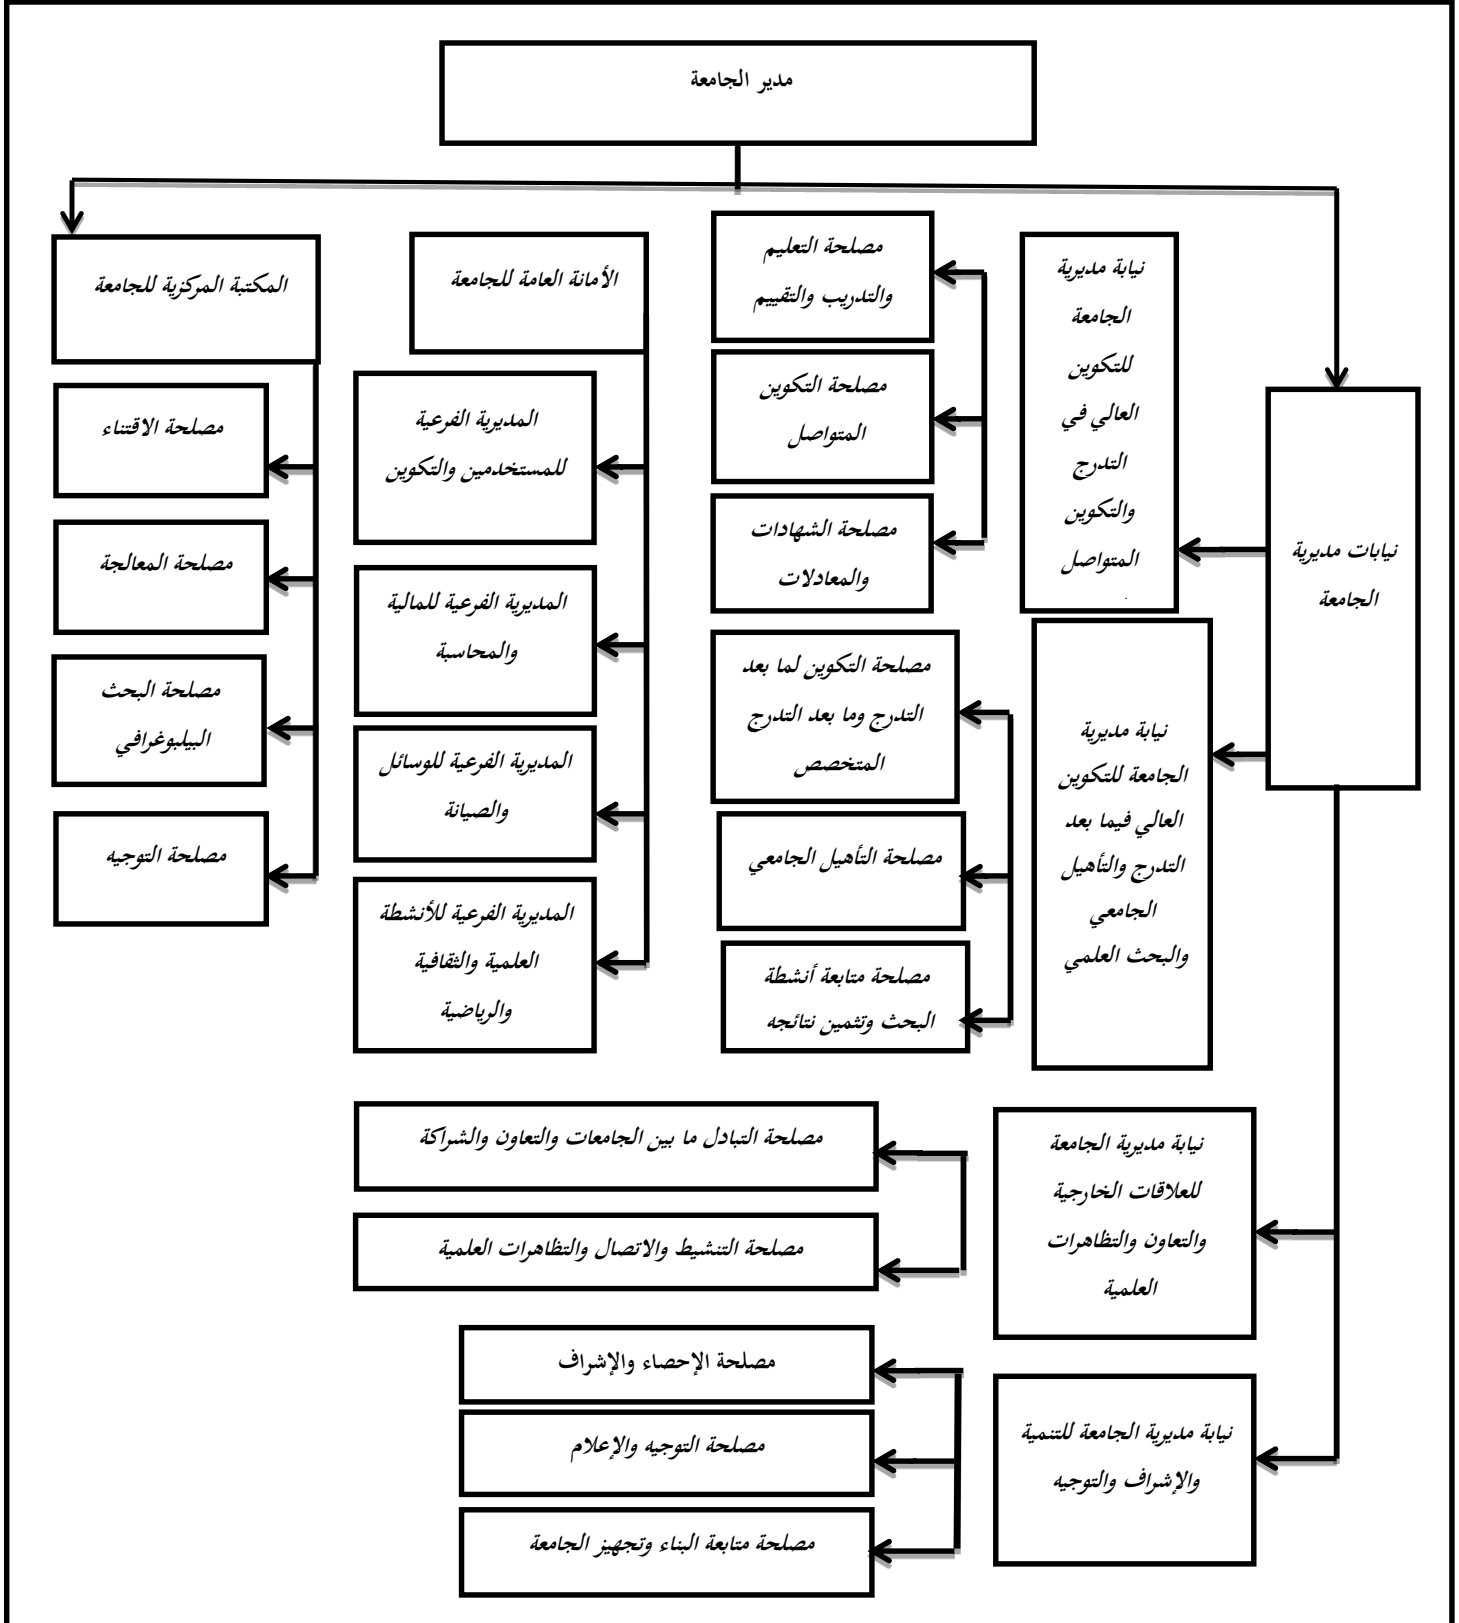 مدير الجامعة
نيابات مديرية
الجامعة
نيابة مديرية
الجامعة
للتكوين
العالي في
التدرج
والتكوين
المتواصل
.
مصلحة التعليم
والتدريب والتقييم
مصلحة التكوين
المتواصل
مصلحة الشهادات
والمعادلات
نيابة مديرية
الجامعة للتكوين
العالي فيما بعد
التدرج والتأهيل
الجامعي
والبحث العلمي
مصلحة التكوين لما بعد
التدرج وما بعد التدرج
المتخصص
مصلحة التأهيل الجامعي
مصلحة متابعة أنشطة
البحث وتثمين نتائجه
نيابة مديرية الجامعة
للعلاقات الخارجية
والتعاون والتظاهرات
العلمية
مصلحة التبادل ما بين الجامعات والتعاون والشراكة
مصلحة التنشيط والاتصال والتظاهرات العلمية
نيابة مديرية الجامعة للتنمية
والإشراف والتوجيه
مصلحة الإحصاء والإشراف
مصلحة التوجيه والإعلام
مصلحة متابعة البناء وتجهيز الجامعة
الأمانة العامة للجامعة
المديرية الفرعية
للمستخدمين والتكوين
المديرية الفرعية للمالية
والمحاسبة
المديرية الفرعية للوسائل
والصيانة
المديرية الفرعية للأنشطة
العلمية والثقافية
والرياضية
المكتبة المركزية للجامعة
مصلحة الاقتناء
مصلحة المعالجة
مصلحة البحث
البيلبوغرافي
مصلحة التوجيه